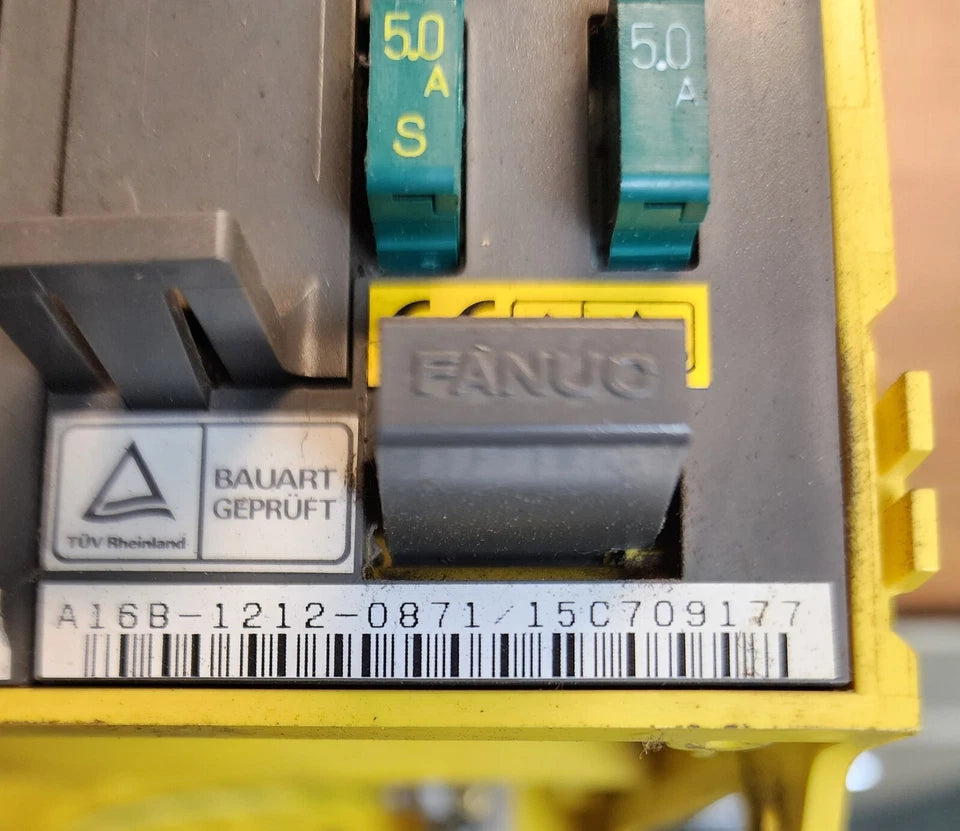 5.0
A
S
5.0
A
FANUC
BAUART
GEPRÜFT
TÜV Rheinland
A16B-1212-0871/15C709177